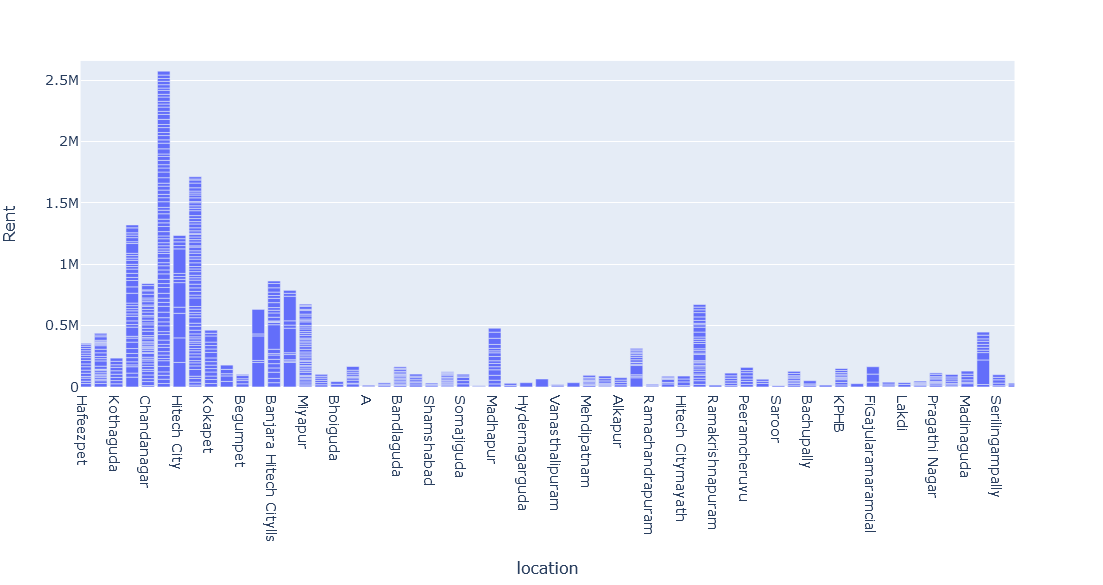 2.5M
2M
1.5M
1M
0.5M
0
Rent
Hafeezpet
Kothaguda
Chandanagar
Hitech City
Kokapet
Begumpet
Banjara Hitech Citylls
Miyapur
Bhoiguda
A
Bandlaguda
Shamshabad
Somajiguda
Madhapur
Hydernagarguda
Vanasthalipuram
Mehdipatnam
Alkapur
Ramachandrapuram
Hitech Citymayath
Ramakrishnapuram
Peeramcheruvu
Saroor
Bachupally
KPHB
FiGajularamaramcial
Lakdi
Pragathi Nagar
Madinaguda
Serilingampally
location